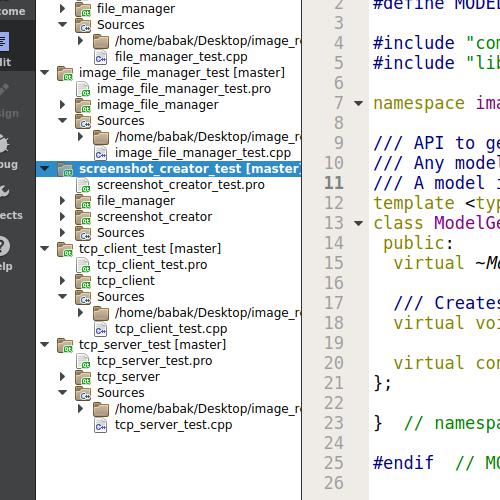 come
dit
sign
bug
jects
elp
file_manager
Sources
/home/babak/Desktop/image_r
file_manager_test.cpp
image_file_manager_test [master]
image_file_manager_test.pro
image_file_manager
Sources
/home/babak/Desktop/image_r
image_file_manager_test.cpp
screenshot_creator_test [master]
screenshot_creator_test.pro
file_manager
screenshot_creator
Sources
tcp_client_test [master]
tcp_client_test.pro
tcp_client
Sources
/home/babak/Desktop/image_r
tcp_client_test.cpp
tcp_server_test [master]
tcp_server_test.pro
tcp_server
Sources
/home/babak/Desktop/image_r
tcp_server_test.cpp
2 #define MODEL
3
4 #include "com
5 #include "lib
6
7 namespace ima
8
9 /// API to ge
10 /// Any model
11 /// A model i
12 template <typ
13 class ModelGe
14 public:
15 virtual ~Mo
16
17 /// Creates
18 virtual voi
19
20 virtual con
21 };
22
23 } // namespa
24
25 #endif // MO
26